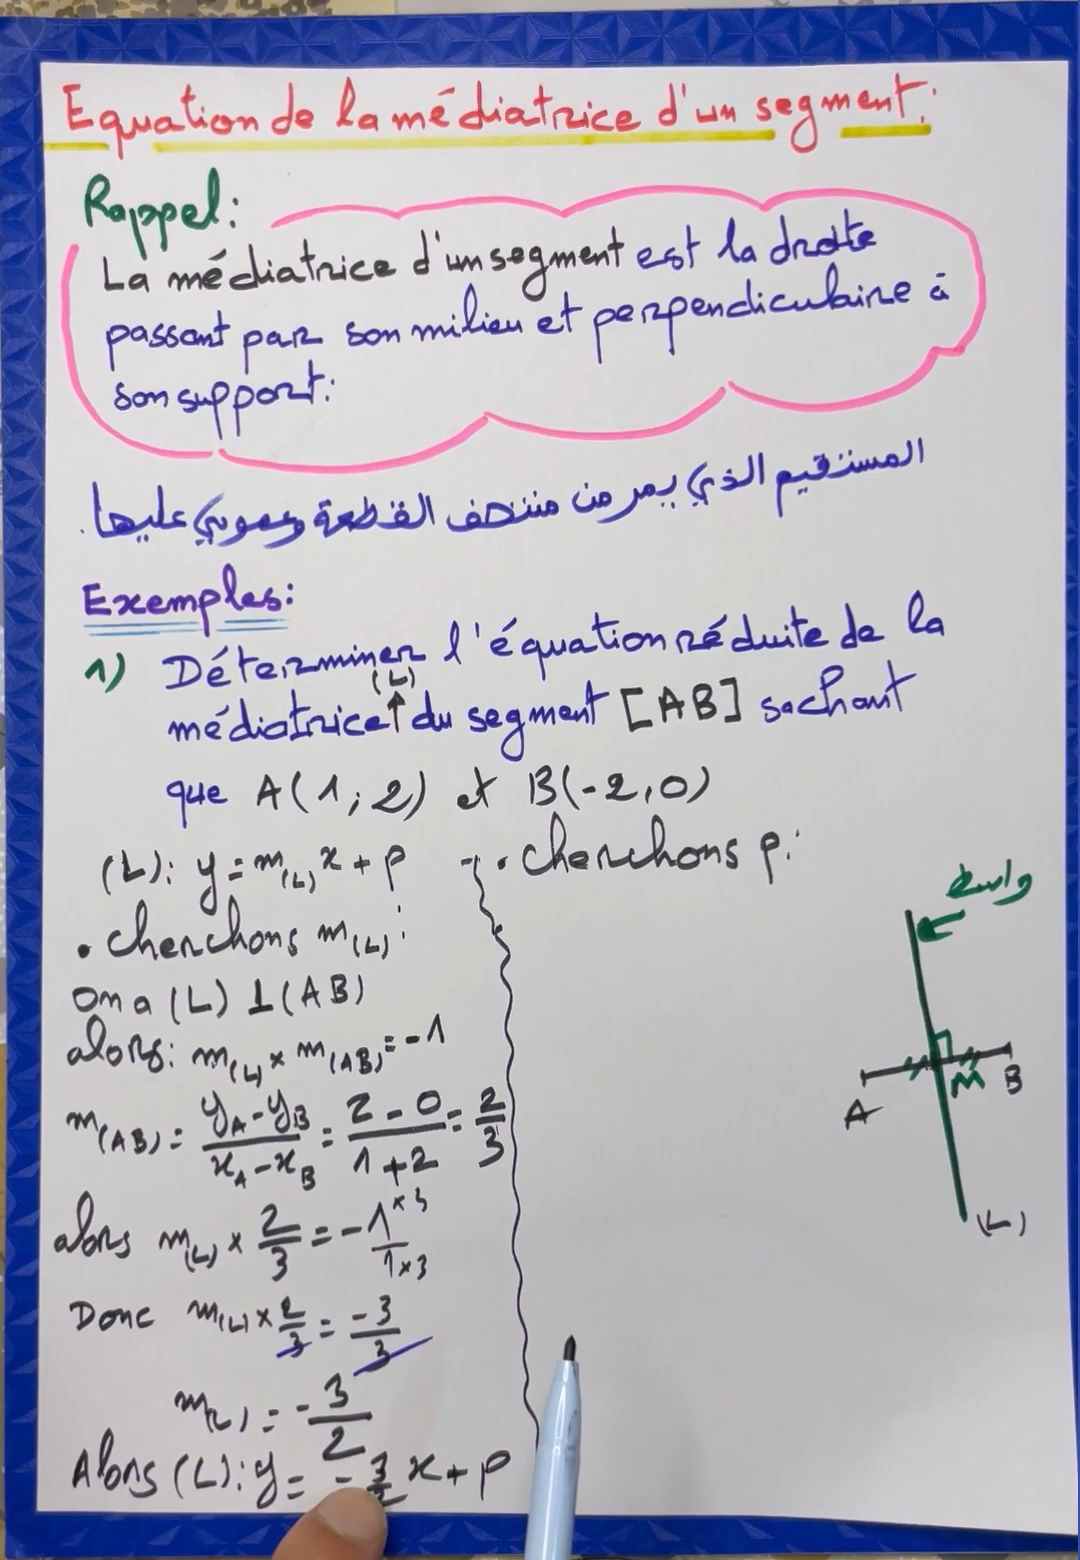 Equation de la médiatrice d'un segment:
Rappel:
La médiatrice d'un segment est la droite
passant par son milieu et perpendiculaire à
son support:
المستقيم الذي يمر من منتصف القطعة وعمودي عليها.
Exemples:
1) Déterminer l'équation réduite de la
(L)
médiatrice ↑ du segment [AB] sachant
que A(1; 2) et B(-2,0)
(L): y = m(L) x + p
• cherchons m(L):
on a (L) ⊥ (AB)
alors: m(L) × m(AB) = -1
m(AB) = (yA - yB)/(xA - xB) = (2 - 0)/(1 + 2) = 2/3
alors m(L) × 2/3 = -1×3/1×3
Donc m(L) × 2/3 = -3/3
m(L) = -3/2
Alors (L): y = -3/2 x + p
• cherchons p:
واسط
A
M
B
(L)